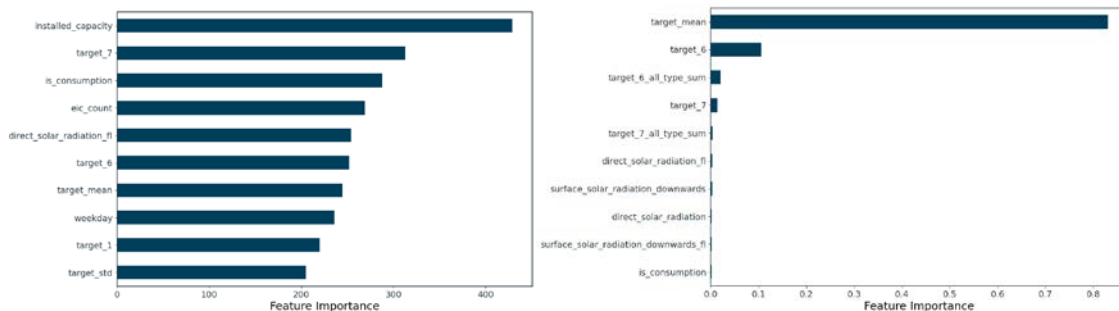 installed_capacity
target_7
is_consumption
eic_count
direct_solar_radiation_fl
target_6
target_mean
weekday
target_1
target_std
0 100 200 300 400
Feature Importance
target_mean
target_6
target_6_all_type_sum
target_7
target_7_all_type_sum
direct_solar_radiation_fl
surface_solar_radiation_downwards
direct_solar_radiation
surface_solar_radiation_downwards_fl
is_consumption
0.0 0.1 0.2 0.3 0.4 0.5 0.6 0.7 0.8
Feature Importance